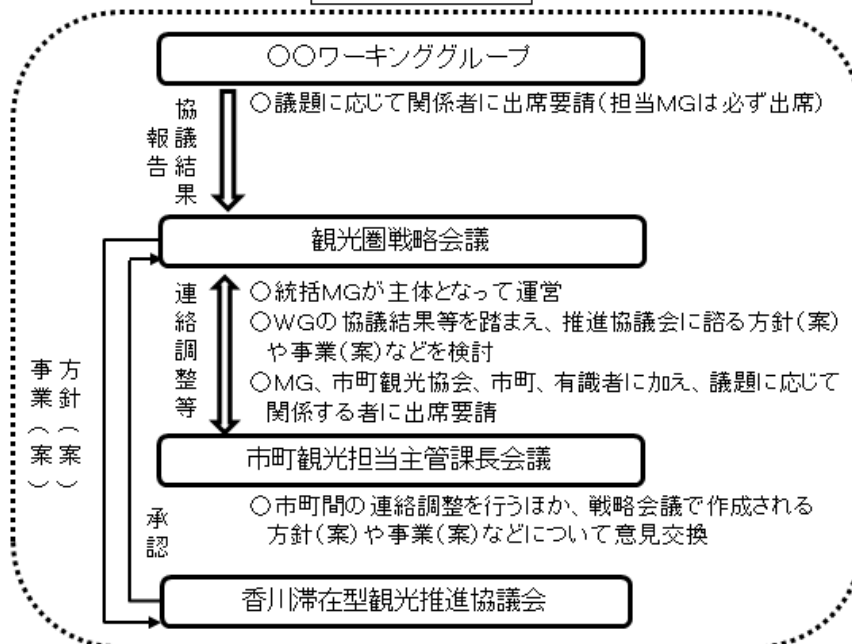 〇〇ワーキンググループ
協議結果
報告
○議題に応じて関係者に出席要請(担当MGは必ず出席)
観光圏戦略会議
連絡調整等
○統括MGが主体となって運営
○WGの協議結果等を踏まえ、推進協議会に諮る方針(案)
や事業(案)などを検討
○MG、市町観光協会、市町、有識者に加え、議題に応じて
関係する者に出席要請
方針(案)
事業(案)
市町観光担当主管課長会議
○市町間の連絡調整を行うほか、戦略会議で作成される
方針(案)や事業(案)などについて意見交換
承認
香川滞在型観光推進協議会